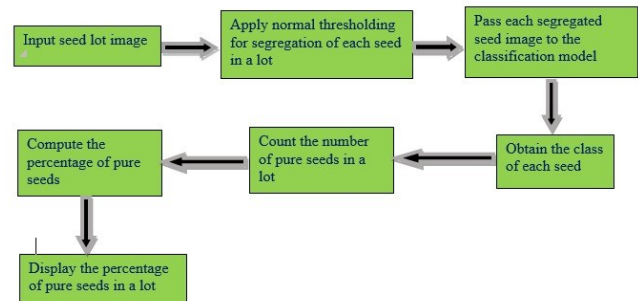 Input seed lot image
Apply normal thresholding
for segregation of each seed
in a lot
Pass each segregated
seed image to the
classification model
Obtain the class
of each seed
Count the number
of pure seeds in a
lot
Compute the
percentage of pure
seeds
Display the percentage
of pure seeds in a lot